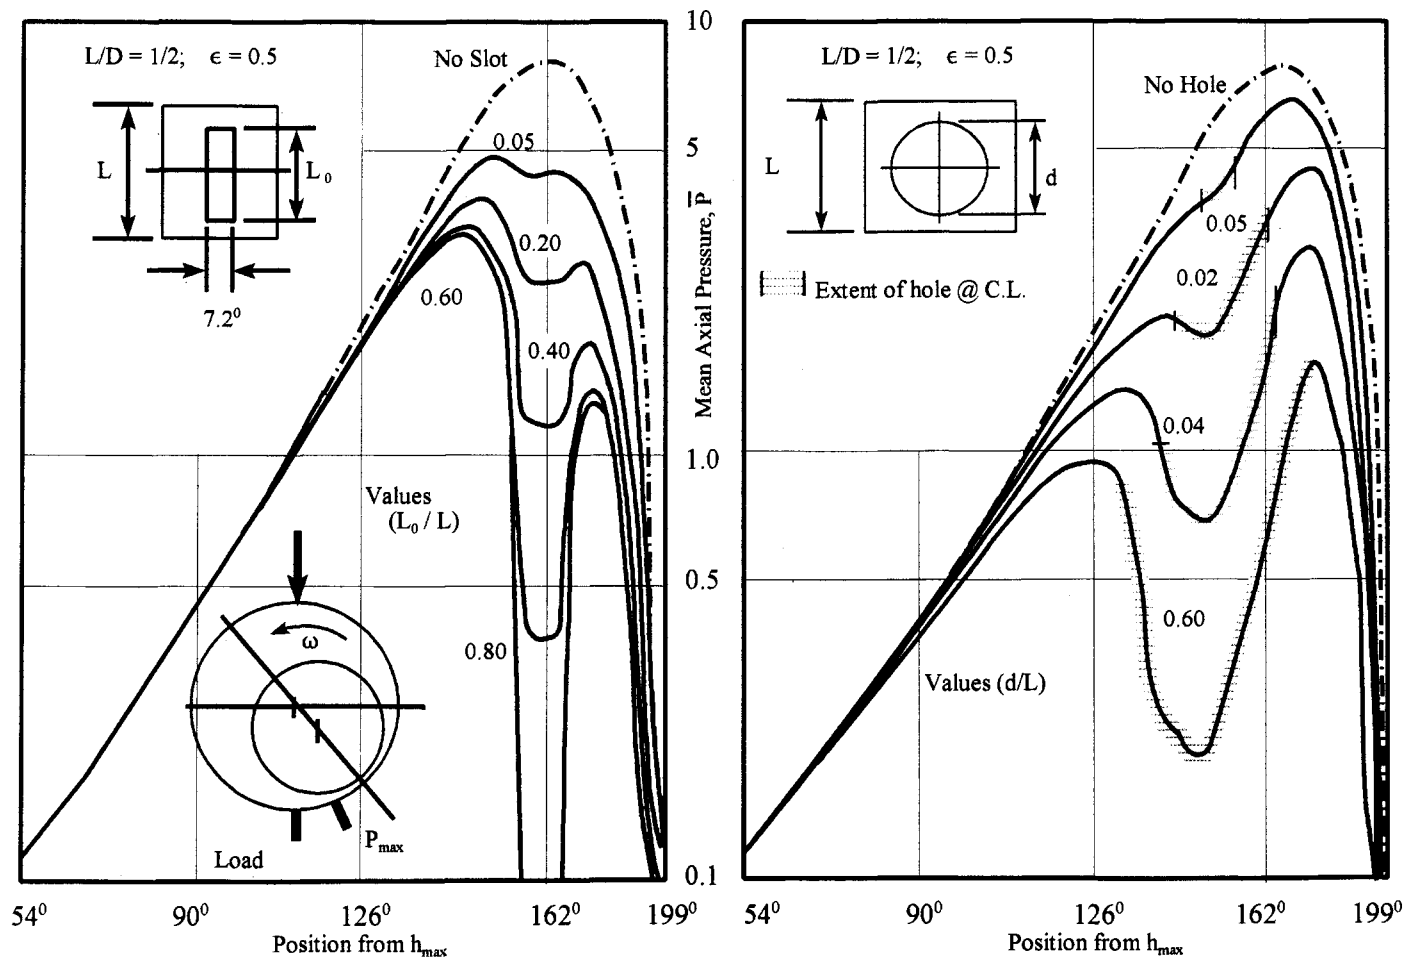 L/D = 1/2; ϵ = 0.5
No Slot
L
L₀
7.2⁰
0.05
0.20
0.60
0.40
Values
(L₀ / L)
ω
0.80
Pmax
Load
54⁰ 90⁰ 126⁰ 162⁰ 199⁰
Position from hmax
10
5
1.0
0.5
0.1
Mean Axial Pressure, P̅
L/D = 1/2; ϵ = 0.5
No Hole
L
d
Extent of hole @ C.L.
0.05
0.02
0.04
0.60
Values (d/L)
54⁰ 90⁰ 126⁰ 162⁰ 199⁰
Position from hmax